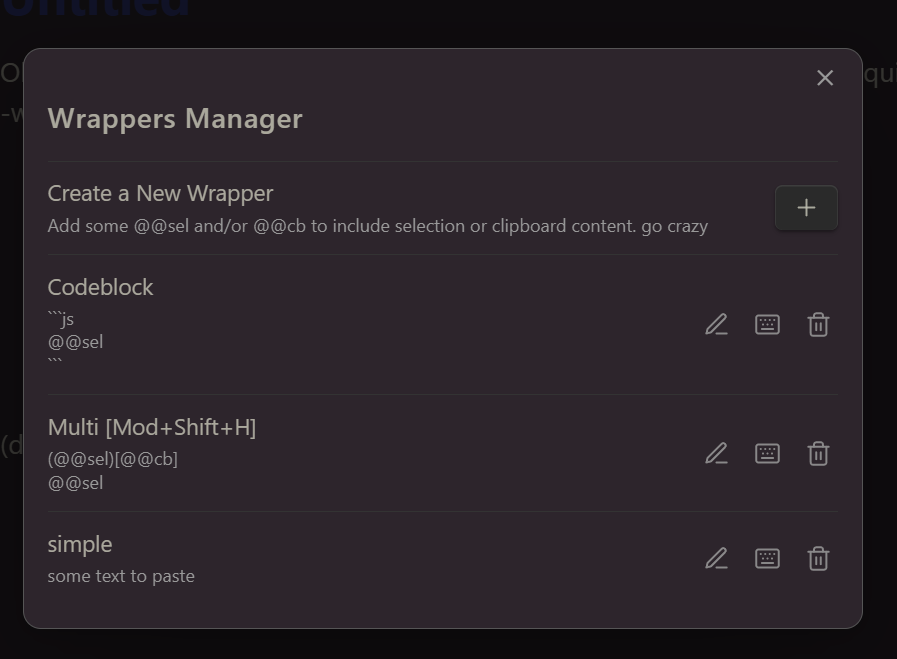 Untitled
Wrappers Manager
Create a New Wrapper
Add some @@sel and/or @@cb to include selection or clipboard content. go crazy
Codeblock
```js
@@sel
```
Multi [Mod+Shift+H]
(@@sel)[@@cb]
@@sel
simple
some text to paste